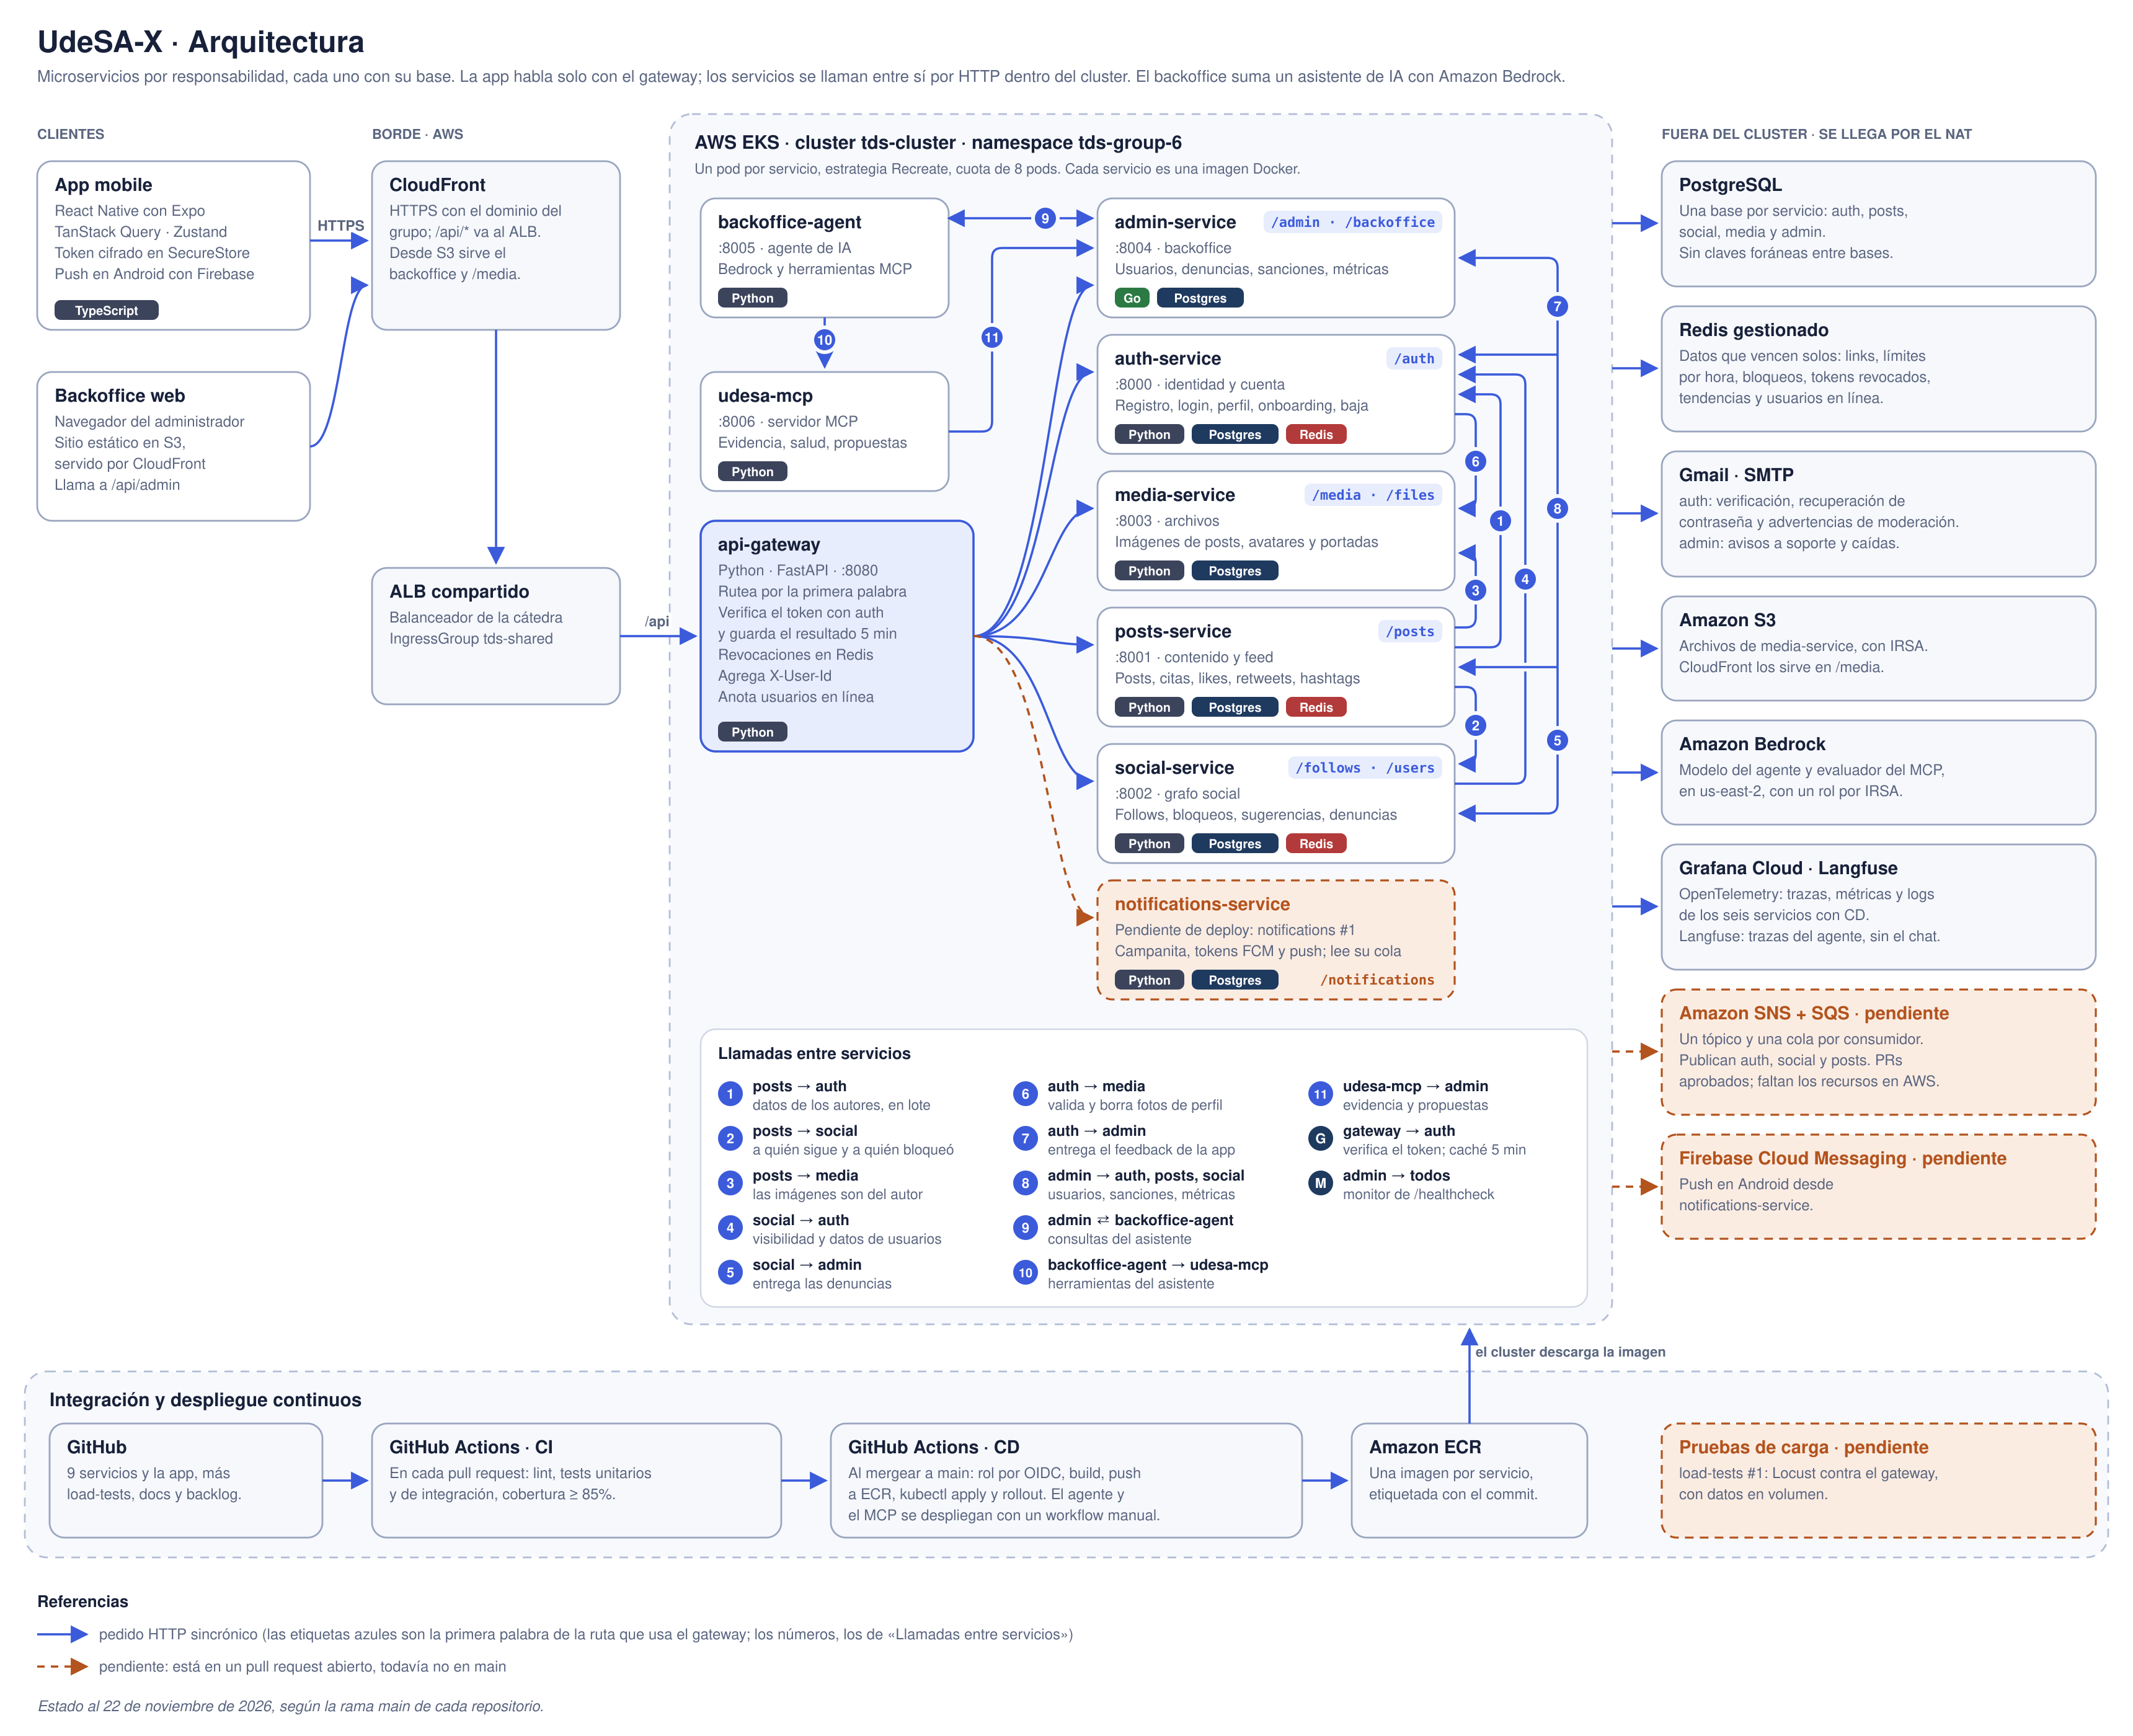 UdeSA-X · Arquitectura
Microservicios por responsabilidad, cada uno con su base. La app habla solo con el gateway; los servicios se llaman entre sí por HTTP dentro del cluster. El backoffice suma un asistente de IA con Amazon Bedrock.
CLIENTES
App mobile
React Native con Expo
TanStack Query · Zustand
Token cifrado en SecureStore
Push en Android con Firebase
TypeScript
HTTPS
Backoffice web
Navegador del administrador
Sitio estático en S3,
servido por CloudFront
Llama a /api/admin
BORDE · AWS
CloudFront
HTTPS con el dominio del
grupo; /api/* va al ALB.
Desde S3 sirve el
backoffice y /media.
ALB compartido
Balanceador de la cátedra
IngressGroup tds-shared
/api
AWS EKS · cluster tds-cluster · namespace tds-group-6
Un pod por servicio, estrategia Recreate, cuota de 8 pods. Cada servicio es una imagen Docker.
backoffice-agent
:8005 · agente de IA
Bedrock y herramientas MCP
Python
9
10
11
udesa-mcp
:8006 · servidor MCP
Evidencia, salud, propuestas
Python
api-gateway
Python · FastAPI · :8080
Rutea por la primera palabra
Verifica el token con auth
y guarda el resultado 5 min
Revocaciones en Redis
Agrega X-User-Id
Anota usuarios en línea
Python
admin-service /admin · /backoffice
:8004 · backoffice
Usuarios, denuncias, sanciones, métricas
Go Postgres
auth-service /auth
:8000 · identidad y cuenta
Registro, login, perfil, onboarding, baja
Python Postgres Redis
media-service /media · /files
:8003 · archivos
Imágenes de posts, avatares y portadas
Python Postgres
posts-service /posts
:8001 · contenido y feed
Posts, citas, likes, retweets, hashtags
Python Postgres Redis
social-service /follows · /users
:8002 · grafo social
Follows, bloqueos, sugerencias, denuncias
Python Postgres Redis
notifications-service
Pendiente de deploy: notifications #1
Campanita, tokens FCM y push; lee su cola
Python Postgres /notifications
7
6
8
1
4
3
2
5
Llamadas entre servicios
1 posts → auth
datos de los autores, en lote
2 posts → social
a quién sigue y a quién bloqueó
3 posts → media
las imágenes son del autor
4 social → auth
visibilidad y datos de usuarios
5 social → admin
entrega las denuncias
6 auth → media
valida y borra fotos de perfil
7 auth → admin
entrega el feedback de la app
8 admin → auth, posts, social
usuarios, sanciones, métricas
9 admin ⇄ backoffice-agent
consultas del asistente
10 backoffice-agent → udesa-mcp
herramientas del asistente
11 udesa-mcp → admin
evidencia y propuestas
G gateway → auth
verifica el token; caché 5 min
M admin → todos
monitor de /healthcheck
FUERA DEL CLUSTER · SE LLEGA POR EL NAT
PostgreSQL
Una base por servicio: auth, posts,
social, media y admin.
Sin claves foráneas entre bases.
Redis gestionado
Datos que vencen solos: links, límites
por hora, bloqueos, tokens revocados,
tendencias y usuarios en línea.
Gmail · SMTP
auth: verificación, recuperación de
contraseña y advertencias de moderación.
admin: avisos a soporte y caídas.
Amazon S3
Archivos de media-service, con IRSA.
CloudFront los sirve en /media.
Amazon Bedrock
Modelo del agente y evaluador del MCP,
en us-east-2, con un rol por IRSA.
Grafana Cloud · Langfuse
OpenTelemetry: trazas, métricas y logs
de los seis servicios con CD.
Langfuse: trazas del agente, sin el chat.
Amazon SNS + SQS · pendiente
Un tópico y una cola por consumidor.
Publican auth, social y posts. PRs
aprobados; faltan los recursos en AWS.
Firebase Cloud Messaging · pendiente
Push en Android desde
notifications-service.
el cluster descarga la imagen
Integración y despliegue continuos
GitHub
9 servicios y la app, más
load-tests, docs y backlog.
GitHub Actions · CI
En cada pull request: lint, tests unitarios
y de integración, cobertura ≥ 85%.
GitHub Actions · CD
Al mergear a main: rol por OIDC, build, push
a ECR, kubectl apply y rollout. El agente y
el MCP se despliegan con un workflow manual.
Amazon ECR
Una imagen por servicio,
etiquetada con el commit.
Pruebas de carga · pendiente
load-tests #1: Locust contra el gateway,
con datos en volumen.
Referencias
pedido HTTP sincrónico (las etiquetas azules son la primera palabra de la ruta que usa el gateway; los números, los de «Llamadas entre servicios»)
pendiente: está en un pull request abierto, todavía no en main
Estado al 22 de noviembre de 2026, según la rama main de cada repositorio.